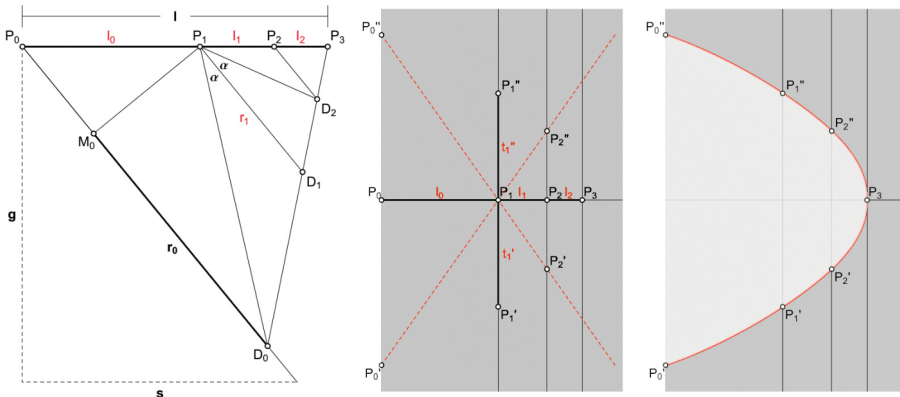 l
P₀ l₀ P₁ l₁ P₂ l₂ P₃
α
α
D₂
r₁
M₀
D₁
g
r₀
D₀
s
P₀"
P₁"
P₂"
t₁"
P₀ l₀ P₁ l₁ P₂ l₂ P₃
t₁'
P₂'
P₁'
P₀'
P₀"
P₁"
P₂"
P₃
P₂'
P₁'
P₀'